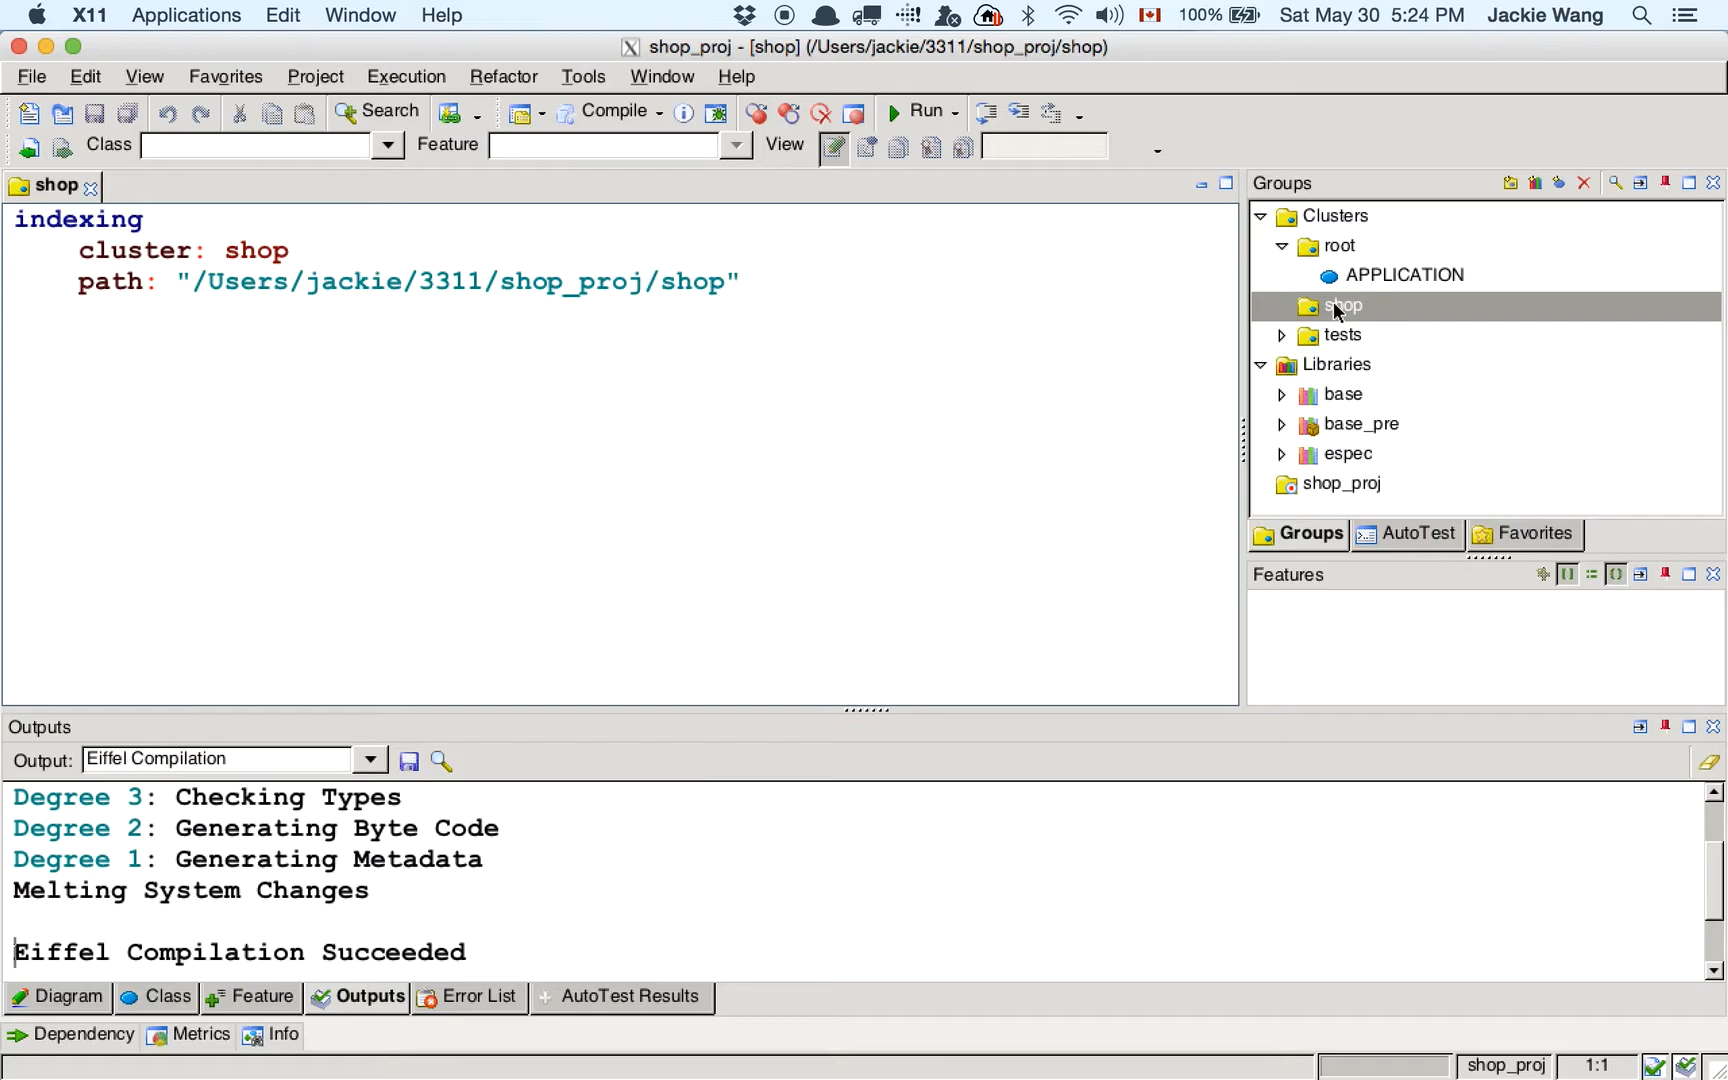 X11 Applications Edit Window Help 100% Sat May 30 5:24 PM Jackie Wang
shop_proj - [shop] (/Users/jackie/3311/shop_proj/shop)
File Edit View Favorites Project Execution Refactor Tools Window Help
Search Compile Run
Class Feature View
shop
indexing
cluster: shop
path: "/Users/jackie/3311/shop_proj/shop"
Groups
Clusters
root
APPLICATION
shop
tests
Libraries
base
base_pre
espec
shop_proj
Groups AutoTest Favorites
Features
Outputs
Output: Eiffel Compilation
Degree 3: Checking Types
Degree 2: Generating Byte Code
Degree 1: Generating Metadata
Melting System Changes
Eiffel Compilation Succeeded
Diagram Class Feature Outputs Error List AutoTest Results
Dependency Metrics Info
shop_proj 1:1